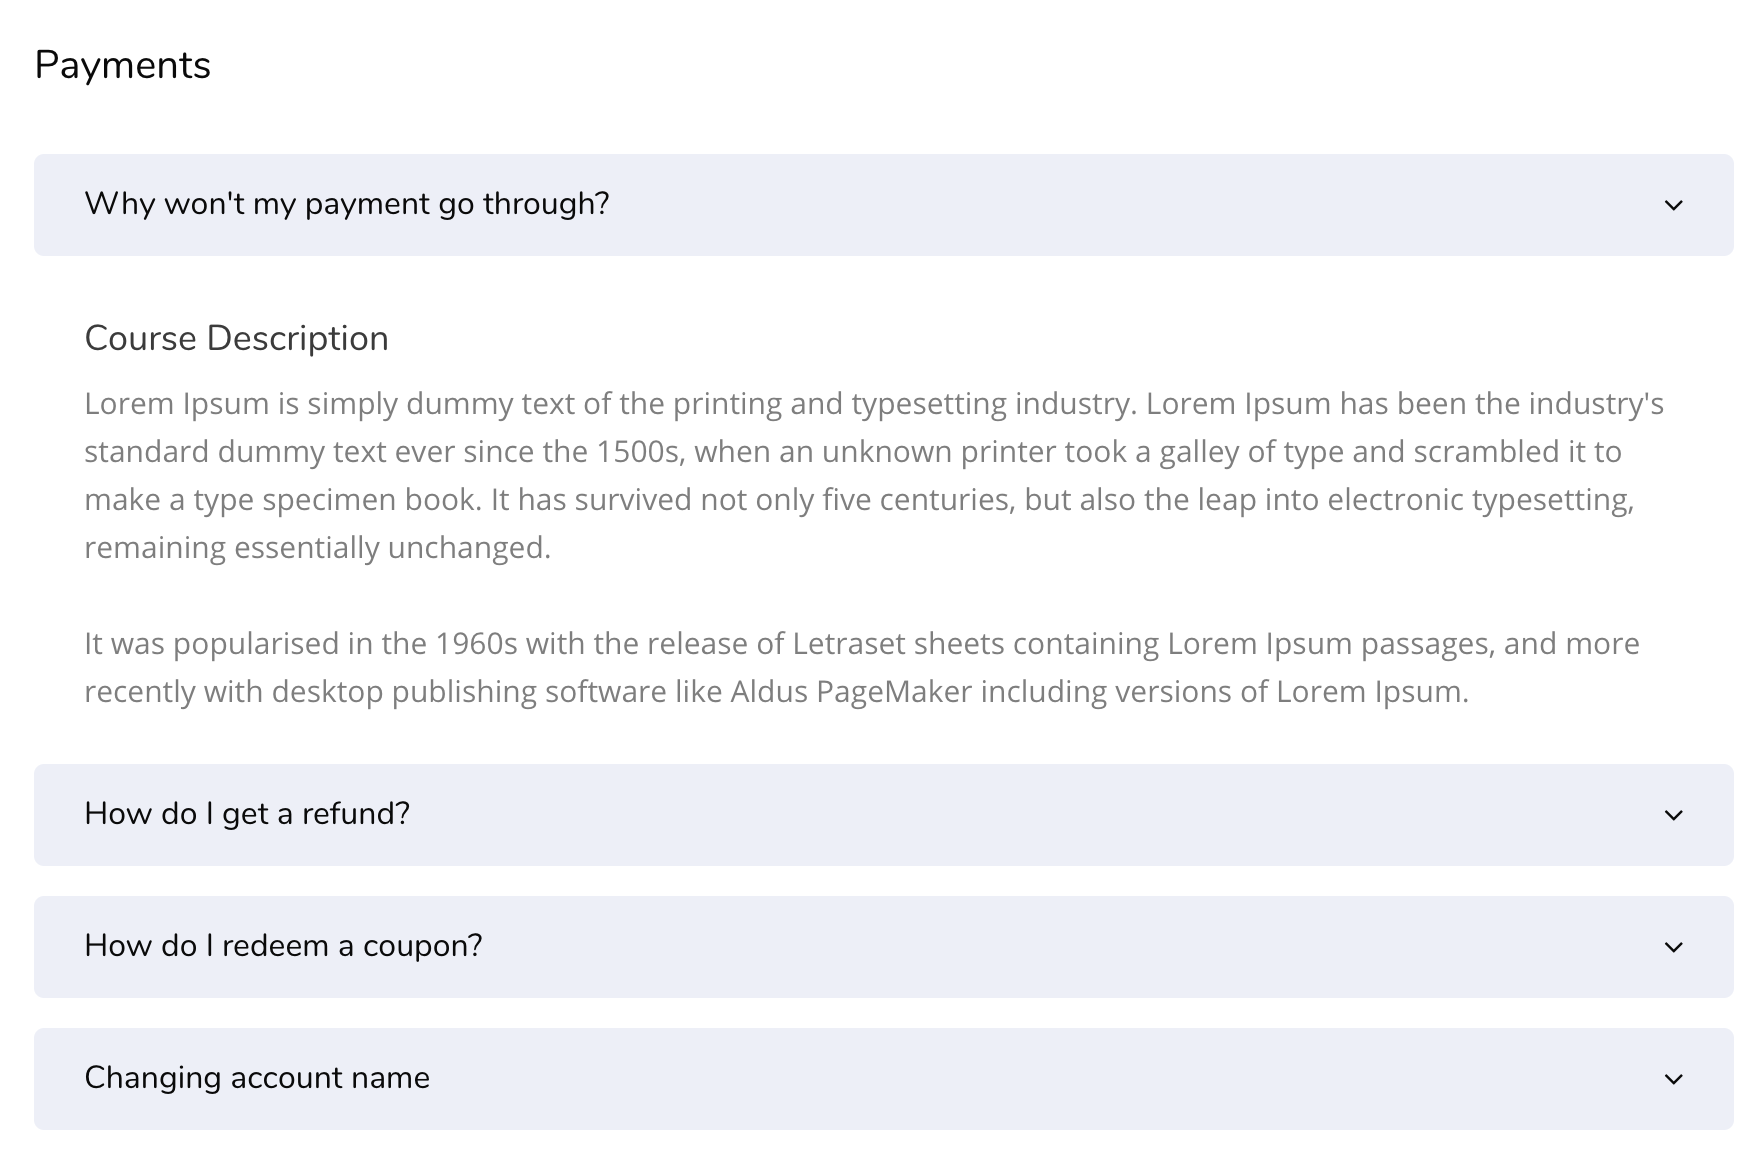 Payments
Why won't my payment go through?
Course Description
Lorem Ipsum is simply dummy text of the printing and typesetting industry. Lorem Ipsum has been the industry's
standard dummy text ever since the 1500s, when an unknown printer took a galley of type and scrambled it to
make a type specimen book. It has survived not only five centuries, but also the leap into electronic typesetting,
remaining essentially unchanged.
It was popularised in the 1960s with the release of Letraset sheets containing Lorem Ipsum passages, and more
recently with desktop publishing software like Aldus PageMaker including versions of Lorem Ipsum.
How do I get a refund?
How do I redeem a coupon?
Changing account name